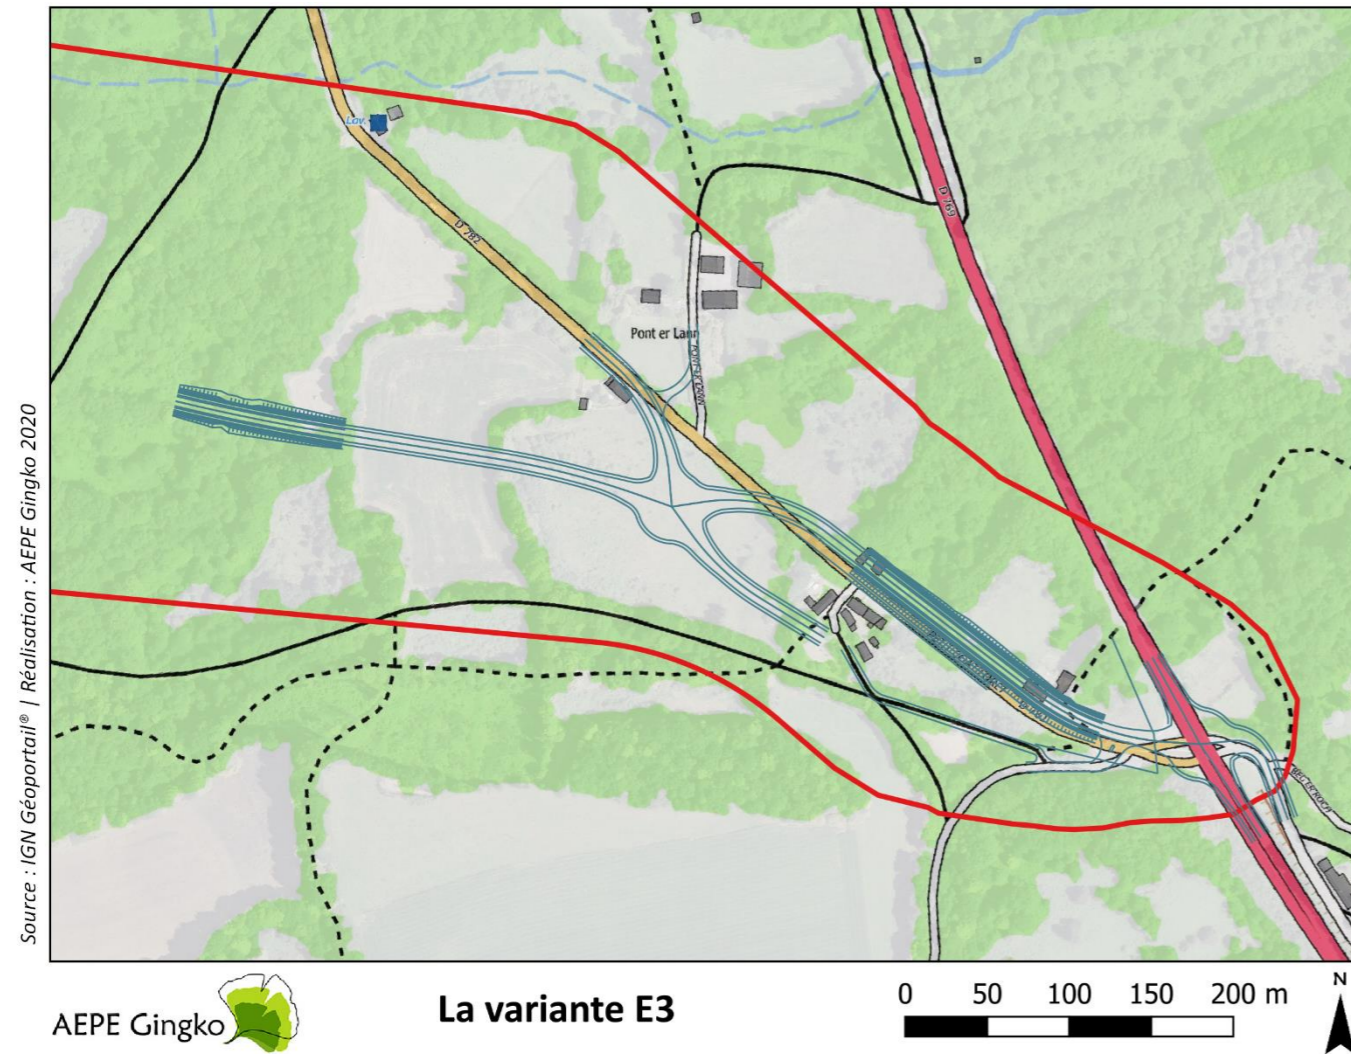 Lav.
D 782
D 769
Pont er Lann
Source : IGN Géoportail® | Réalisation : AEPE Gingko 2020
AEPE Gingko
La variante E3
0 50 100 150 200 m
N